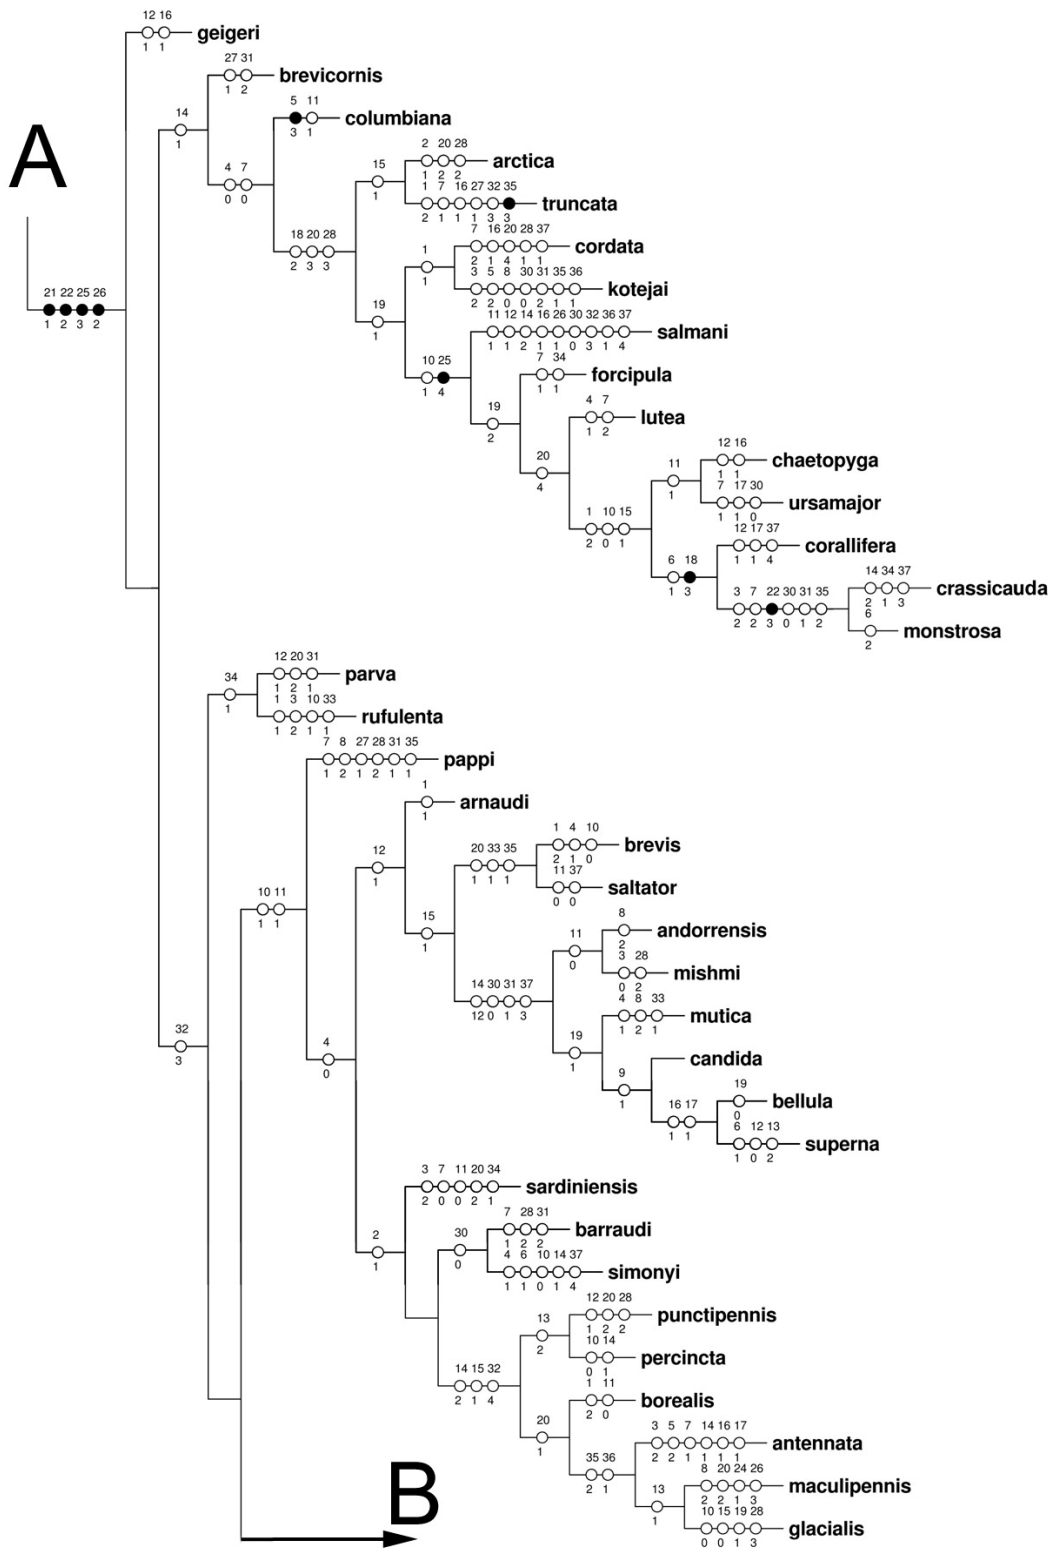 12 16
geigeri
1 1
27 31
brevicornis
1 2
14
1
5 11
columbiana
3 1
A
4 7
0 0
2 20 28
arctica
1 2 2
15
1
1 7 16 27 32 35
truncata
2 1 1 1 3 3
18 20 28
2 3 3
7 16 20 28 37
cordata
2 1 4 1 1
1
1
3 5 8 30 31 35 36
kotejai
2 2 0 0 2 1 1
21 22 25 26
1 2 3 2
19
1
11 12 14 16 26 30 32 36 37
salmani
1 1 2 1 1 0 3 1 4
10 25
1 4
7 34
forcipula
1 1
19
2
4 7
lutea
1 2
20
4
12 16
chaetopyga
1 1
11
1
7 17 30
ursamajor
1 1 0
1 10 15
2 0 1
12 17 37
corallifera
1 1 4
6 18
1 3
14 34 37
crassicauda
2 1 3
3 7 22 30 31 35
2 2 3 0 1 2
6
monstrosa
2
12 20 31
parva
1 2 1
34
1
1 3 10 33
rufulenta
1 2 1 1
7 8 27 28 31 35
pappi
1 2 1 2 1 1
1
arnaudi
1
12
1
1 4 10
brevis
2 1 0
20 33 35
1 1 1
11 37
saltator
0 0
10 11
1 1
15
1
8
andorrensis
2
11
0
3 28
mishmi
0 2
14 30 31 37
12 0 1 3
4 8 33
mutica
1 2 1
32
3
4
0
19
1
candida
9
1
19
bellula
0
16 17
1 1
6 12 13
superna
1 0 2
3 7 11 20 34
sardiniensis
2 0 0 2 1
2
1
7 28 31
barraudi
1 2 2
30
0
4 6 10 14 37
simonyi
1 1 0 1 4
12 20 28
punctipennis
1 2 2
13
2
10 14
percincta
0 1
14 15 32
2 1 4
1 11
borealis
2 0
20
1
3 5 7 14 16 17
antennata
2 2 1 1 1 1
35 36
2 1
8 20 24 26
maculipennis
2 2 1 3
13
1
10 15 19 28
glacialis
0 0 1 3
B